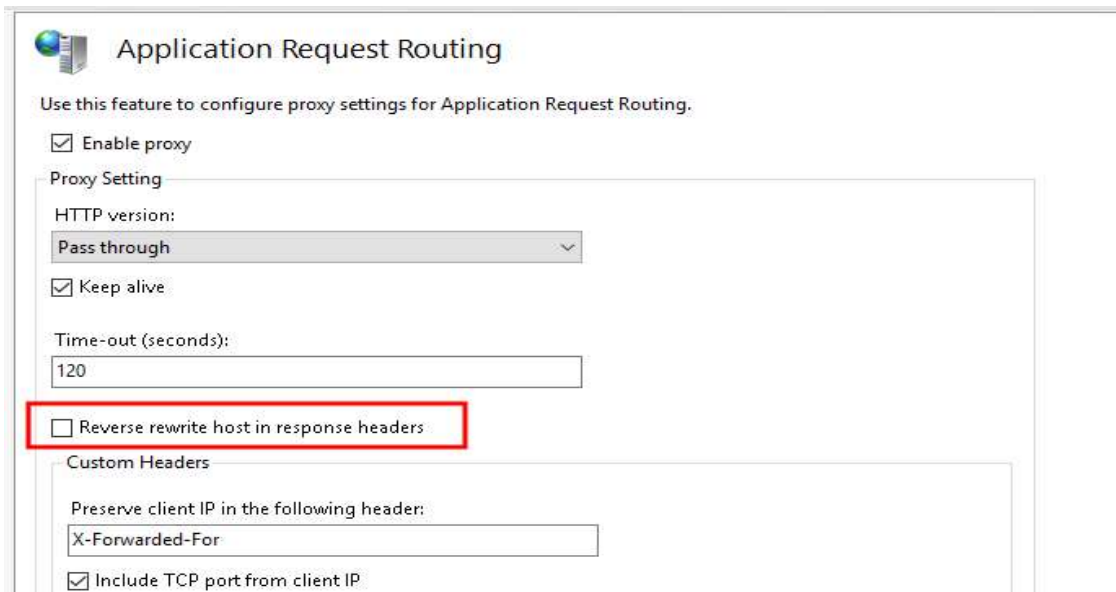 Application Request Routing
Use this feature to configure proxy settings for Application Request Routing.
Enable proxy
Proxy Setting
HTTP version:
Pass through
Keep alive
Time-out (seconds):
120
Reverse rewrite host in response headers
Custom Headers
Preserve client IP in the following header:
X-Forwarded-For
Include TCP port from client IP